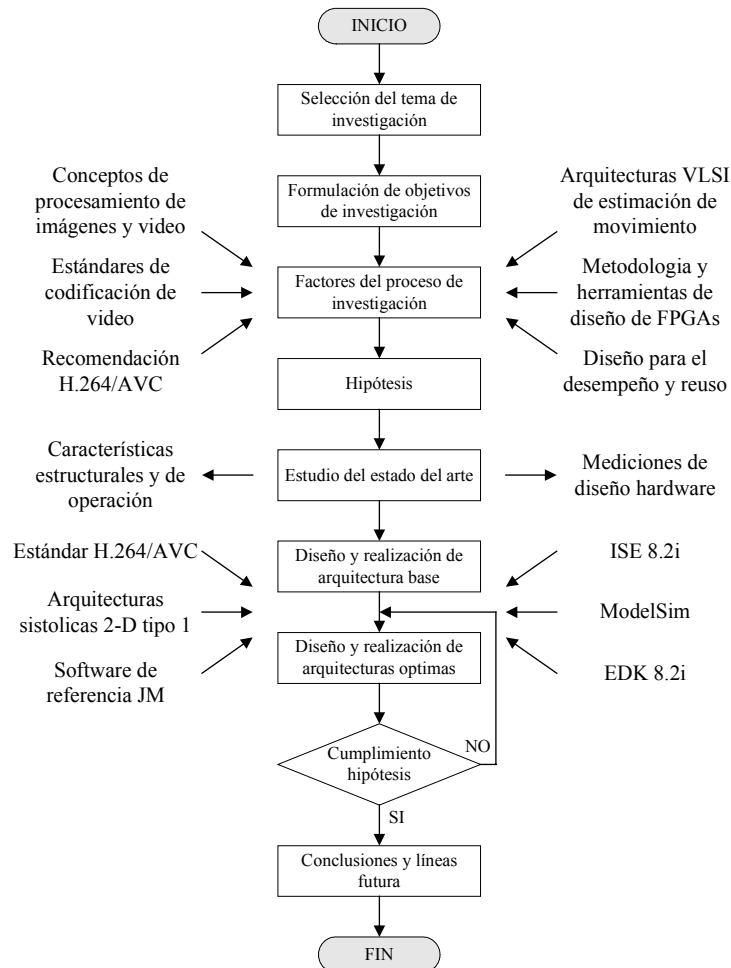 INICIO
Selección del tema de
investigación
Conceptos de
procesamiento de
imágenes y video
Formulación de objetivos
de investigación
Arquitecturas VLSI
de estimación de
movimiento
Estándares de
codificación de
video
Factores del proceso de
investigación
Metodologia y
herramientas de
diseño de FPGAs
Recomendación
H.264/AVC
Hipótesis
Diseño para el
desempeño y reuso
Características
estructurales y de
operación
Estudio del estado del arte
Mediciones de
diseño hardware
Estándar H.264/AVC
Diseño y realización de
arquitectura base
ISE 8.2i
Arquitecturas
sistolicas 2-D tipo 1
ModelSim
Software de
referencia JM
Diseño y realización de
arquitecturas optimas
EDK 8.2i
Cumplimiento
hipótesis
NO
SI
Conclusiones y líneas
futura
FIN